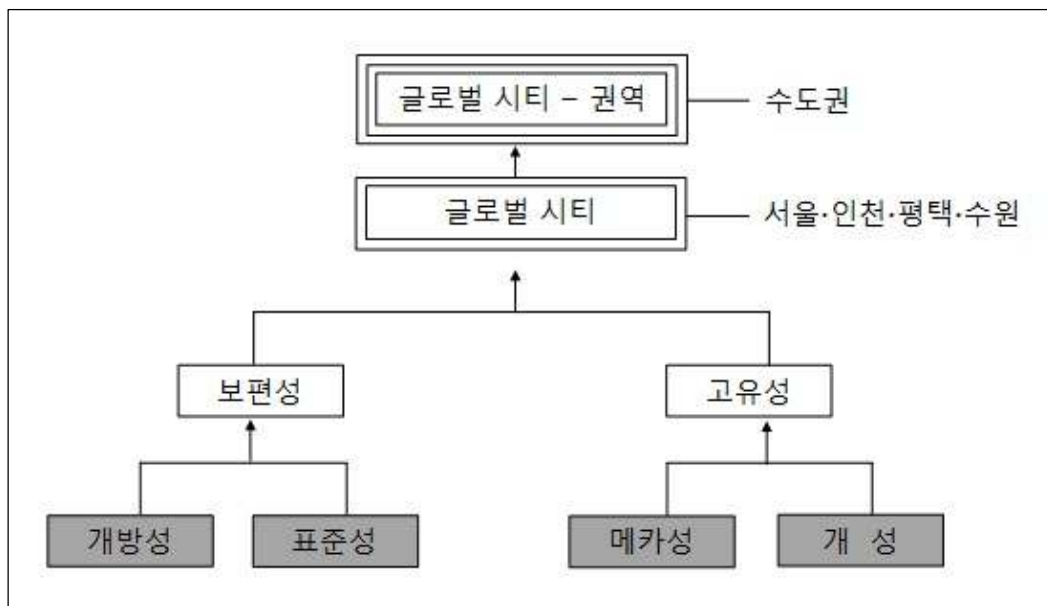 글로벌 시티 – 권역 수도권
글로벌 시티 서울·인천·평택·수원
보편성 고유성
개방성 표준성 메카성 개 성